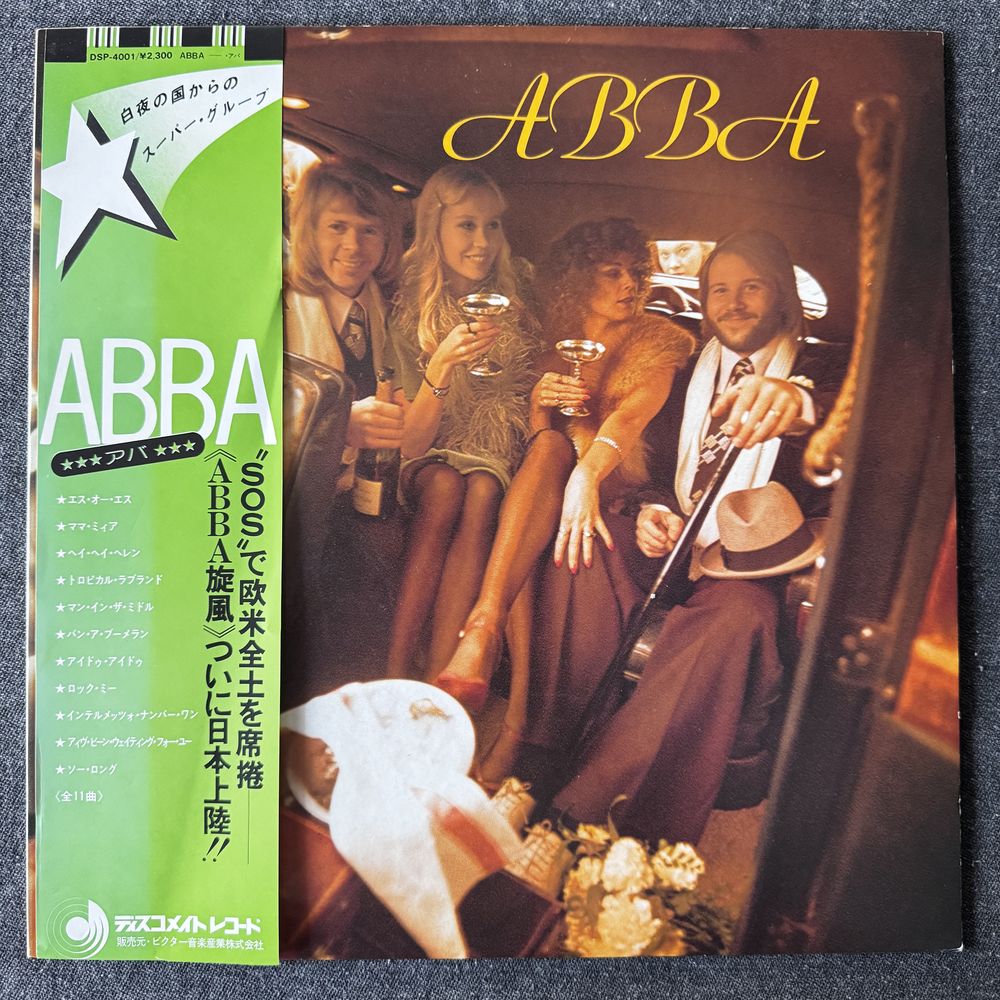 DSP-4001/¥2,300 ABBA ── ・アバ
白夜の国からの
スーパー・グループ
ABBA
ABBA
★★★アバ★★★
"SOS"で欧米全土を席捲──
《ABBA旋風》ついに日本上陸!!
★エス・オー・エス
★ママ・ミィア
★ヘイ・ヘイ・ヘレン
★トロピカル・ラブランド
★マン・イン・ザ・ミドル
★バン・ア・ブーメラン
★アイドゥ・アイドゥ
★ロック・ミー
★インテルメッツォ・ナンバー・ワン
★アイヴ・ビーン・ウェイティング・フォー・ユー
★ソー・ロング
〈全11曲〉
ディスコメイトレコード
販売元・ビクター音楽産業株式会社